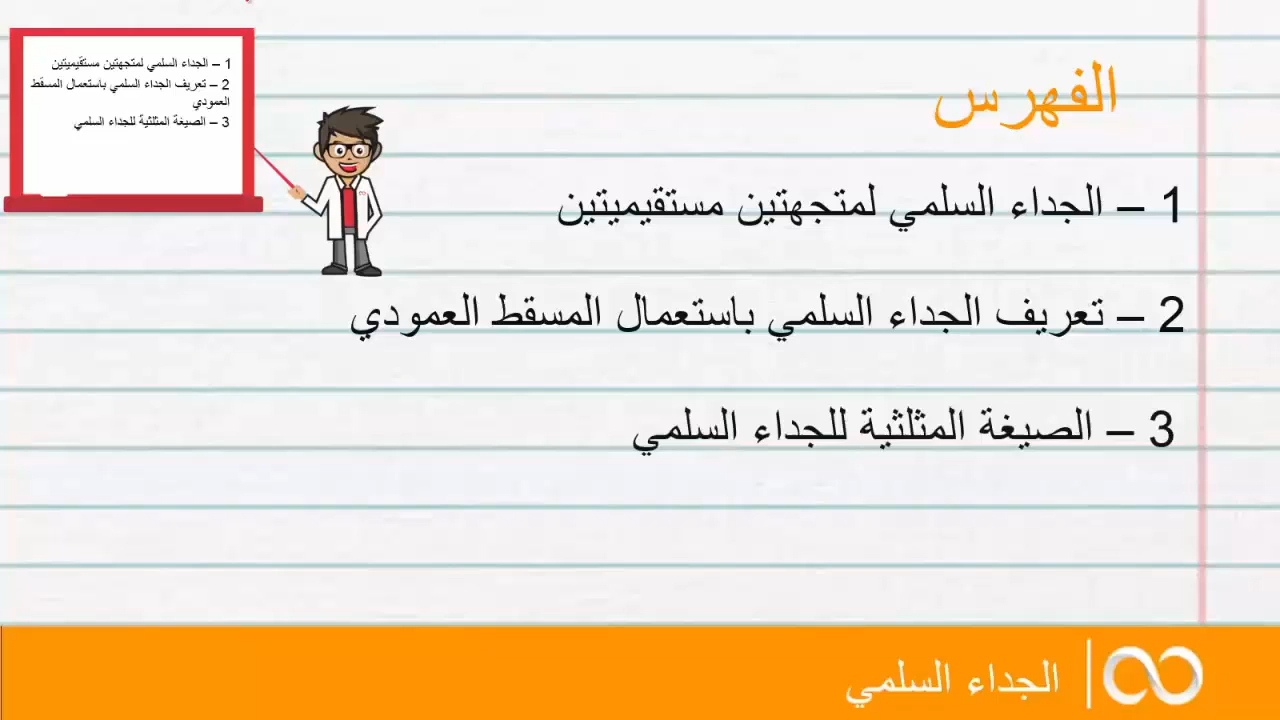 الفهرس
1 – الجداء السلمي لمتجهتين مستقيميتين
2 – تعريف الجداء السلمي باستعمال المسقط العمودي
3 – الصيغة المثلثية للجداء السلمي
1 – الجداء السلمي لمتجهتين مستقيميتين
2 – تعريف الجداء السلمي باستعمال المسقط
العمودي
3 – الصيغة المثلثية للجداء السلمي
الجداء السلمي